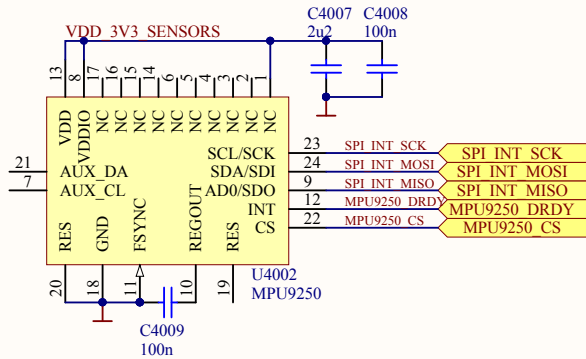 VDD_3V3_SENSORS
C4007
2u2
C4008
100n
13
8
17
16
15
14
6
5
4
3
2
1
VDD
VDDIO
NC
NC
NC
NC
NC
NC
NC
NC
NC
NC
SCL/SCK
23
SPI_INT_SCK
SPI_INT_SCK
SDA/SDI
24
SPI_INT_MOSI
SPI_INT_MOSI
21
AUX_DA
AD0/SDO
9
SPI_INT_MISO
SPI_INT_MISO
7
AUX_CL
INT
12
MPU9250_DRDY
MPU9250_DRDY
CS
22
MPU9250_CS
MPU9250_CS
RES
GND
FSYNC
REGOUT
RES
20
18
11
10
19
U4002
MPU9250
C4009
100n